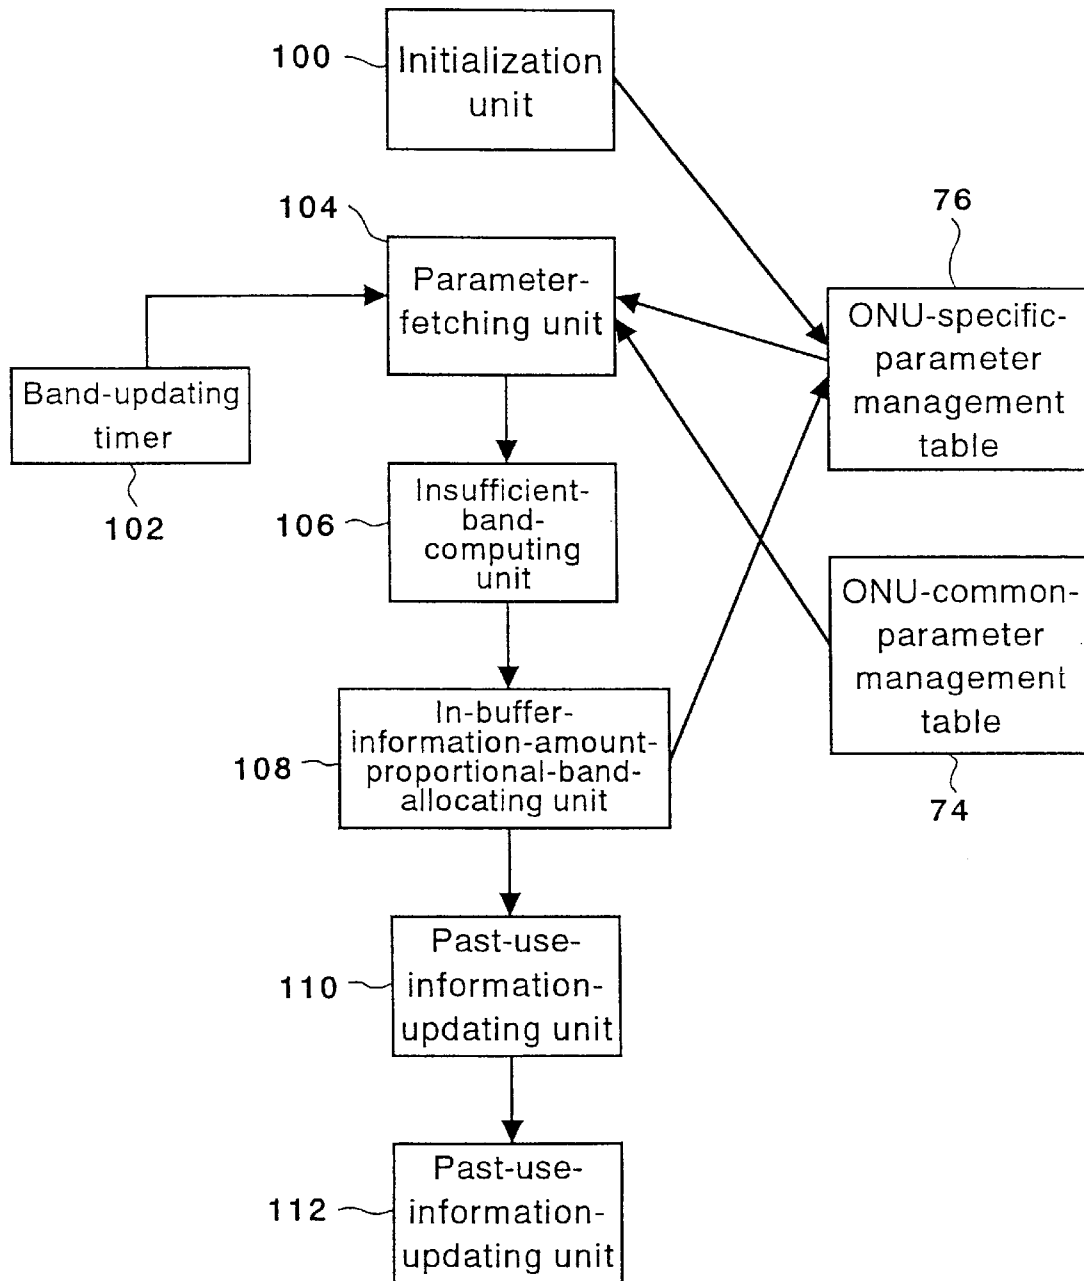 100
Initialization
unit
104
Parameter-
fetching unit
76
ONU-specific-
parameter
management
table
Band-updating
timer
102
106
Insufficient-
band-
computing
unit
ONU-common-
parameter
management
table
74
108
In-buffer-
information-amount-
proportional-band-
allocating unit
110
Past-use-
information-
updating unit
112
Past-use-
information-
updating unit